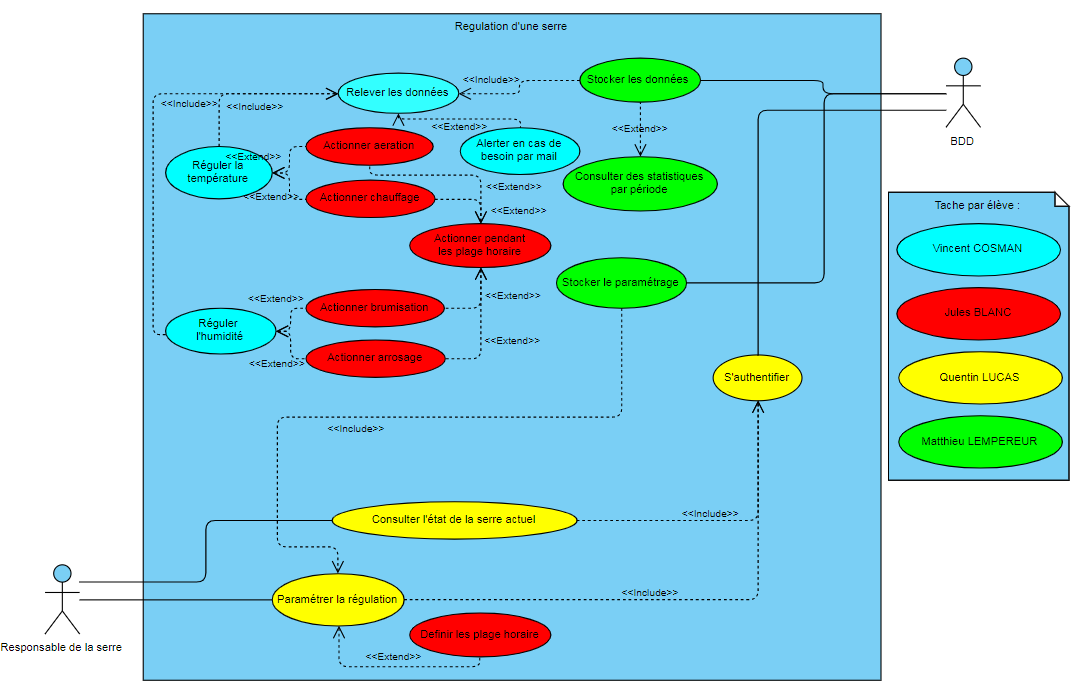 Regulation d'une serre
Relever les données
<<Include>>
Stocker les données
<<Include>>
<<Include>>
<<Extend>>
<<Extend>>
BDD
Actionner aération
Alerter en cas de
besoin par mail
<<Extend>>
Réguler la
température
Consulter des statistiques
par période
<<Extend>>
<<Extend>>
Actionner chauffage
<<Extend>>
Actionner pendant
les plage horaire
Stocker le paramétrage
<<Extend>>
<<Extend>>
Actionner brumisation
Réguler
l'humidité
<<Extend>>
Actionner arrosage
<<Extend>>
S'authentifier
<<Include>>
Consulter l'état de la serre actuel
<<Include>>
Paramétrer la régulation
<<Include>>
Definir les plage horaire
<<Extend>>
Responsable de la serre
Tache par élève :
Vincent COSMAN
Jules BLANC
Quentin LUCAS
Matthieu LEMPEREUR